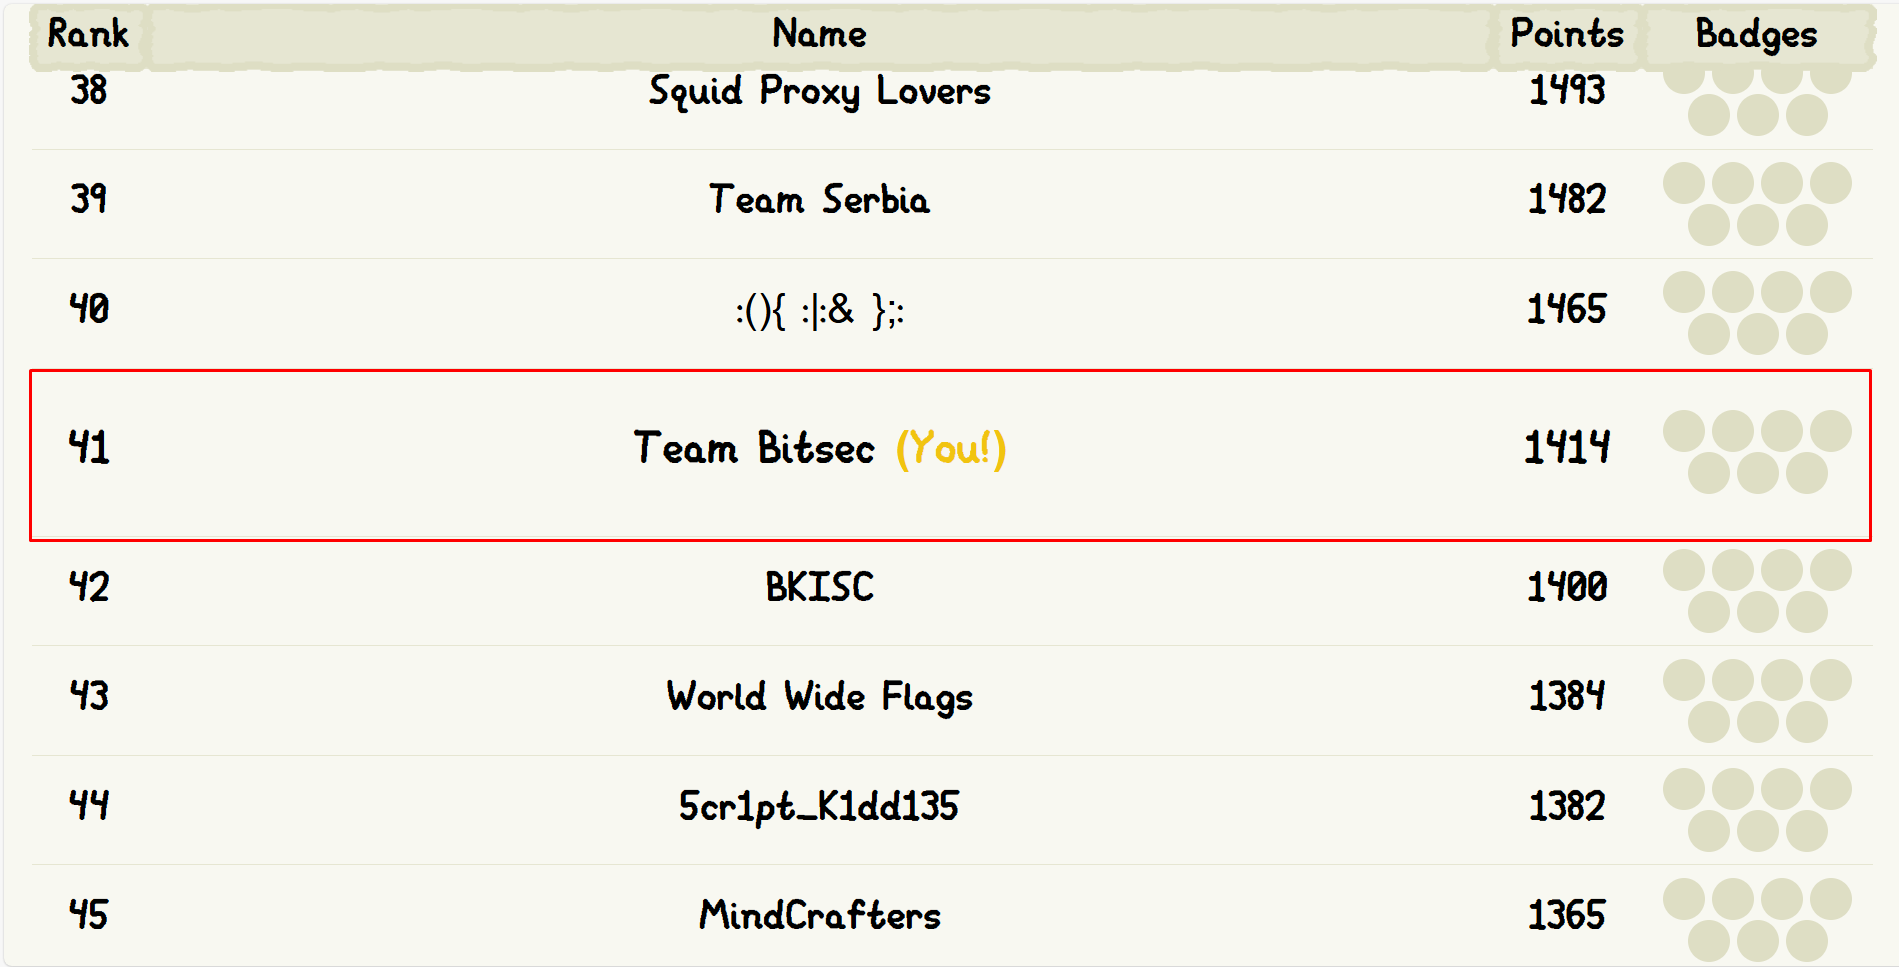 Rank Name Points Badges
38 Squid Proxy Lovers 1493
39 Team Serbia 1482
40 :(){ :|:& };: 1465
41 Team Bitsec (You!) 1414
42 BKISC 1400
43 World Wide Flags 1384
44 5cr1pt_K1dd135 1382
45 MindCrafters 1365